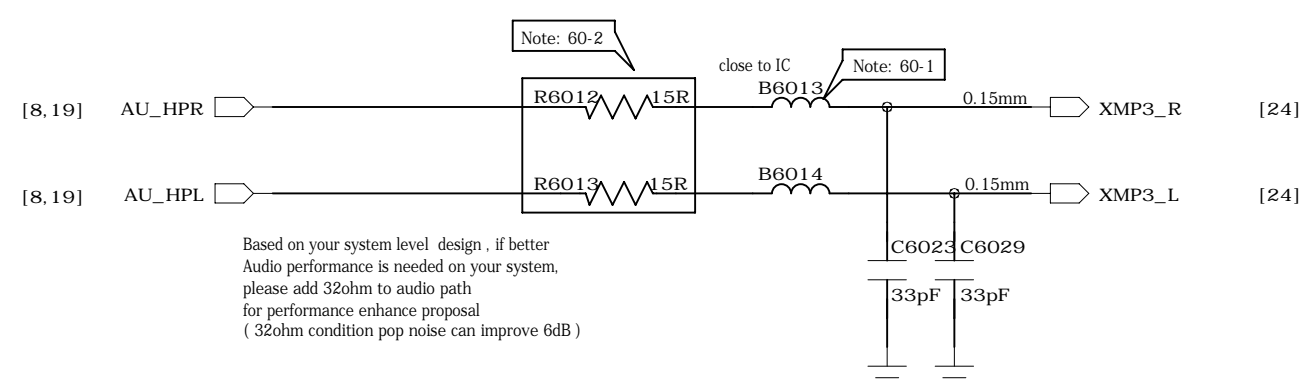 Note: 60-2
close to IC
Note: 60-1
R6012 15R
B6013
0.15mm
[8,19] AU_HPR
XMP3_R [24]
R6013 15R
B6014
0.15mm
[8,19] AU_HPL
XMP3_L [24]
Based on your system level design , if better
Audio performance is needed on your system,
please add 32ohm to audio path
for performance enhance proposal
( 32ohm condition pop noise can improve 6dB )
C6023 C6029
33pF 33pF